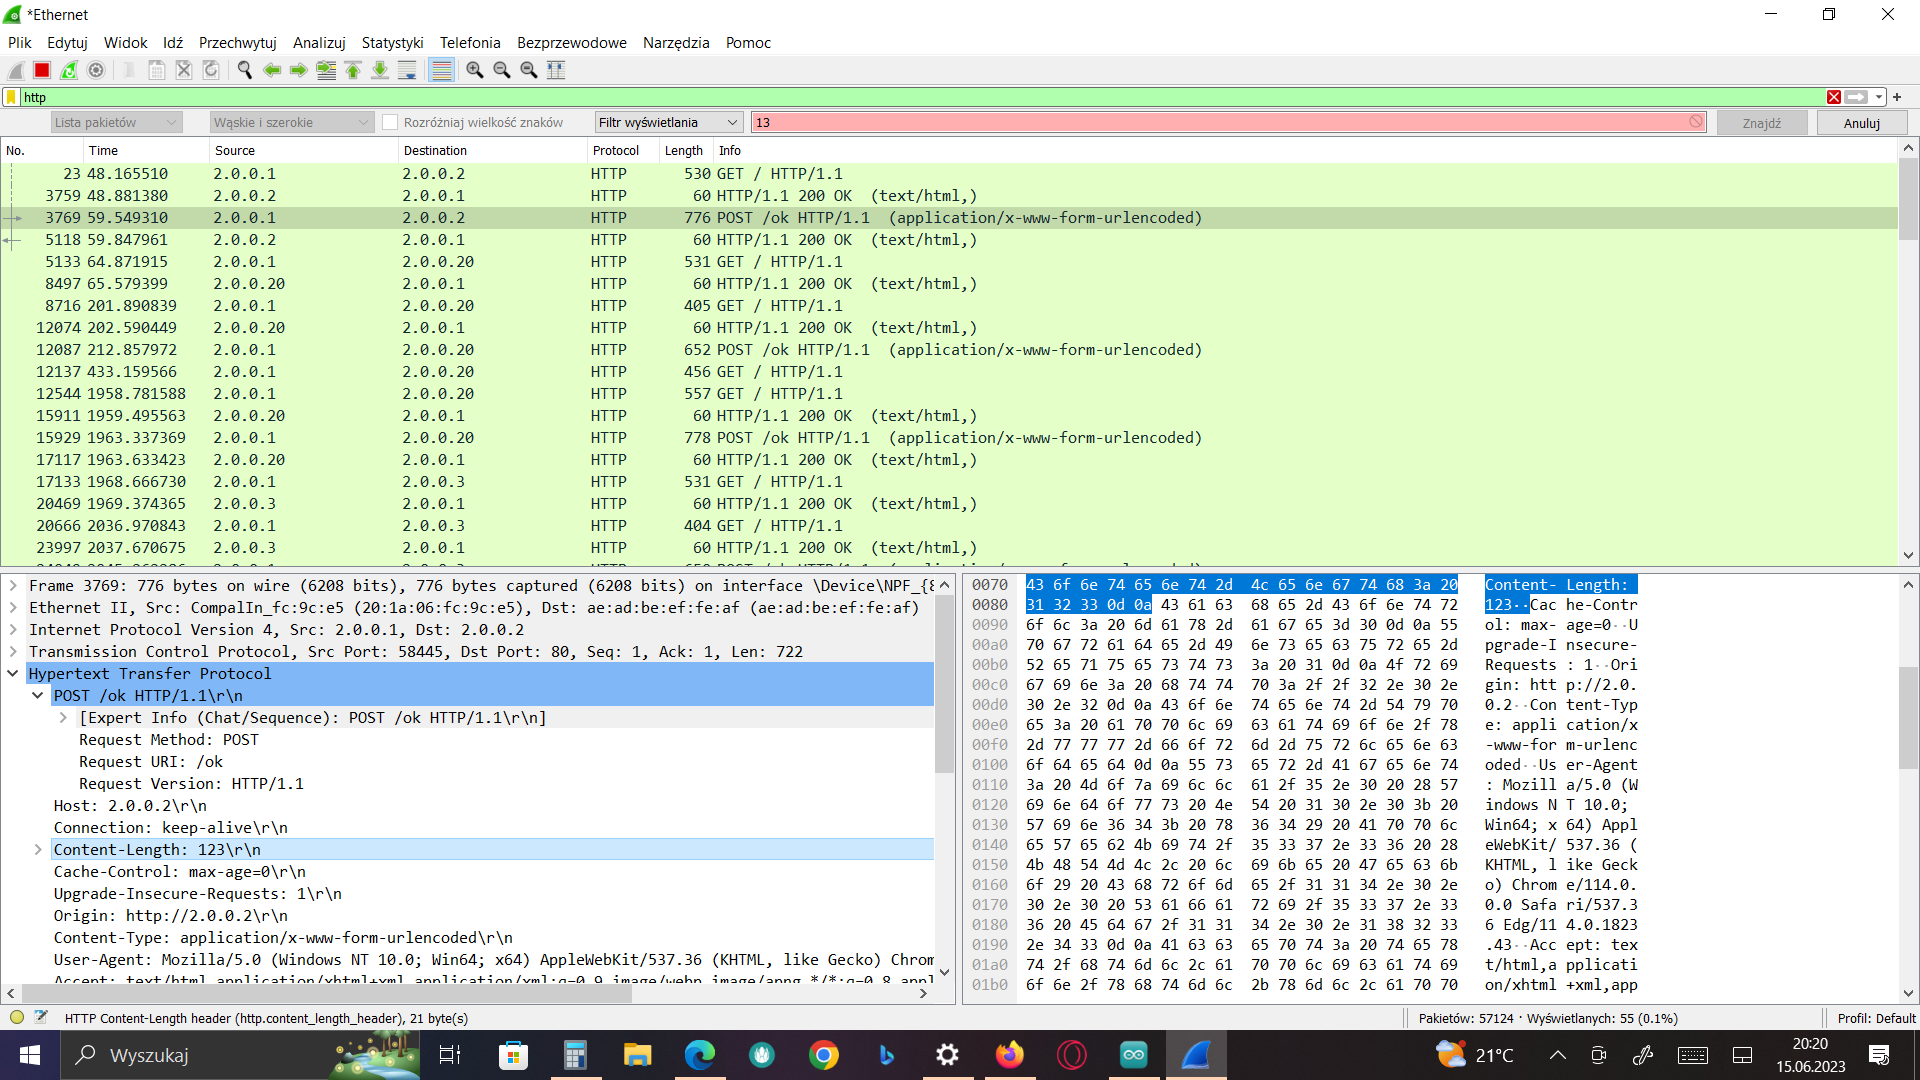 *Ethernet
Plik Edytuj Widok Idź Przechwytuj Analizuj Statystyki Telefonia Bezprzewodowe Narzędzia Pomoc
http
Lista pakietów Wąskie i szerokie Rozróżniaj wielkość znaków Filtr wyświetlania 13 Znajdź Anuluj
No. Time Source Destination Protocol Length Info
23 48.165510 2.0.0.1 2.0.0.2 HTTP 530 GET / HTTP/1.1
3759 48.881380 2.0.0.2 2.0.0.1 HTTP 60 HTTP/1.1 200 OK (text/html,)
3769 59.549310 2.0.0.1 2.0.0.2 HTTP 776 POST /ok HTTP/1.1 (application/x-www-form-urlencoded)
5118 59.847961 2.0.0.2 2.0.0.1 HTTP 60 HTTP/1.1 200 OK (text/html,)
5133 64.871915 2.0.0.1 2.0.0.20 HTTP 531 GET / HTTP/1.1
8497 65.579399 2.0.0.20 2.0.0.1 HTTP 60 HTTP/1.1 200 OK (text/html,)
8716 201.890839 2.0.0.1 2.0.0.20 HTTP 405 GET / HTTP/1.1
12074 202.590449 2.0.0.20 2.0.0.1 HTTP 60 HTTP/1.1 200 OK (text/html,)
12087 212.857972 2.0.0.1 2.0.0.20 HTTP 652 POST /ok HTTP/1.1 (application/x-www-form-urlencoded)
12137 433.159566 2.0.0.1 2.0.0.20 HTTP 456 GET / HTTP/1.1
12544 1958.781588 2.0.0.1 2.0.0.20 HTTP 557 GET / HTTP/1.1
15911 1959.495563 2.0.0.20 2.0.0.1 HTTP 60 HTTP/1.1 200 OK (text/html,)
15929 1963.337369 2.0.0.1 2.0.0.20 HTTP 778 POST /ok HTTP/1.1 (application/x-www-form-urlencoded)
17117 1963.633423 2.0.0.20 2.0.0.1 HTTP 60 HTTP/1.1 200 OK (text/html,)
17133 1968.666730 2.0.0.1 2.0.0.3 HTTP 531 GET / HTTP/1.1
20469 1969.374365 2.0.0.3 2.0.0.1 HTTP 60 HTTP/1.1 200 OK (text/html,)
20666 2036.970843 2.0.0.1 2.0.0.3 HTTP 404 GET / HTTP/1.1
23997 2037.670675 2.0.0.3 2.0.0.1 HTTP 60 HTTP/1.1 200 OK (text/html,)
Frame 3769: 776 bytes on wire (6208 bits), 776 bytes captured (6208 bits) on interface \Device\NPF_{8
Ethernet II, Src: CompalIn_fc:9c:e5 (20:1a:06:fc:9c:e5), Dst: ae:ad:be:ef:fe:af (ae:ad:be:ef:fe:af)
Internet Protocol Version 4, Src: 2.0.0.1, Dst: 2.0.0.2
Transmission Control Protocol, Src Port: 58445, Dst Port: 80, Seq: 1, Ack: 1, Len: 722
Hypertext Transfer Protocol
POST /ok HTTP/1.1\r\n
[Expert Info (Chat/Sequence): POST /ok HTTP/1.1\r\n]
Request Method: POST
Request URI: /ok
Request Version: HTTP/1.1
Host: 2.0.0.2\r\n
Connection: keep-alive\r\n
Content-Length: 123\r\n
Cache-Control: max-age=0\r\n
Upgrade-Insecure-Requests: 1\r\n
Origin: http://2.0.0.2\r\n
Content-Type: application/x-www-form-urlencoded\r\n
User-Agent: Mozilla/5.0 (Windows NT 10.0; Win64; x64) AppleWebKit/537.36 (KHTML, like Gecko) Chrom
Accept: text/html,application/xhtml+xml,application/xml;q=0.9,image/webp,image/apng,*/*;q=0.8,appl
0070 43 6f 6e 74 65 6e 74 2d 4c 65 6e 67 74 68 3a 20 Content- Length:
0080 31 32 33 0d 0a 43 61 63 68 65 2d 43 6f 6e 74 72 123··Cac he-Contr
0090 6f 6c 3a 20 6d 61 78 2d 61 67 65 3d 30 0d 0a 55 ol: max- age=0··U
00a0 70 67 72 61 64 65 2d 49 6e 73 65 63 75 72 65 2d pgrade-I nsecure-
00b0 52 65 71 75 65 73 74 73 3a 20 31 0d 0a 4f 72 69 Requests : 1··Ori
00c0 67 69 6e 3a 20 68 74 74 70 3a 2f 2f 32 2e 30 2e gin: htt p://2.0.
00d0 30 2e 32 0d 0a 43 6f 6e 74 65 6e 74 2d 54 79 70 0.2··Con tent-Typ
00e0 65 3a 20 61 70 70 6c 69 63 61 74 69 6f 6e 2f 78 e: appli cation/x
00f0 2d 77 77 77 2d 66 6f 72 6d 2d 75 72 6c 65 6e 63 -www-for m-urlenc
0100 6f 64 65 64 0d 0a 55 73 65 72 2d 41 67 65 6e 74 oded··Us er-Agent
0110 3a 20 4d 6f 7a 69 6c 6c 61 2f 35 2e 30 20 28 57 : Mozill a/5.0 (W
0120 69 6e 64 6f 77 73 20 4e 54 20 31 30 2e 30 3b 20 indows N T 10.0;
0130 57 69 6e 36 34 3b 20 78 36 34 29 20 41 70 70 6c Win64; x 64) Appl
0140 65 57 65 62 4b 69 74 2f 35 33 37 2e 33 36 20 28 eWebKit/ 537.36 (
0150 4b 48 54 4d 4c 2c 20 6c 69 6b 65 20 47 65 63 6b KHTML, l ike Geck
0160 6f 29 20 43 68 72 6f 6d 65 2f 31 31 34 2e 30 2e o) Chrom e/114.0.
0170 30 2e 30 20 53 61 66 61 72 69 2f 35 33 37 2e 33 0.0 Safa ri/537.3
0180 36 20 45 64 67 2f 31 31 34 2e 30 2e 31 38 32 33 6 Edg/11 4.0.1823
0190 2e 34 33 0d 0a 41 63 63 65 70 74 3a 20 74 65 78 .43··Acc ept: tex
01a0 74 2f 68 74 6d 6c 2c 61 70 70 6c 69 63 61 74 69 t/html,a pplicati
01b0 6f 6e 2f 78 68 74 6d 6c 2b 78 6d 6c 2c 61 70 70 on/xhtml +xml,app
HTTP Content-Length header (http.content_length_header), 21 byte(s)
Pakietów: 57124 · Wyświetlanych: 55 (0.1%)
Profil: Default
Wyszukaj
21°C
20:20
15.06.2023